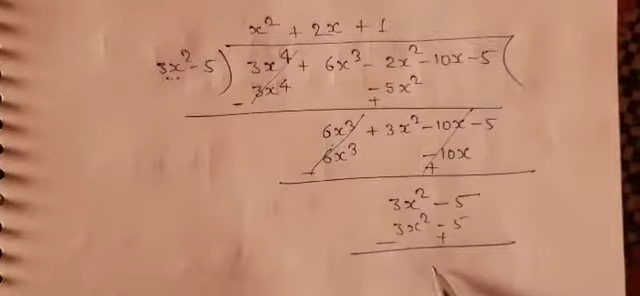 x² + 2x + 1
3x² - 5 ) 3x⁴ + 6x³ - 2x² - 10x - 5 (
3x⁴ - 5x²
- +
6x³ + 3x² - 10x - 5
6x³ - 10x
- +
3x² - 5
3x² - 5
- +